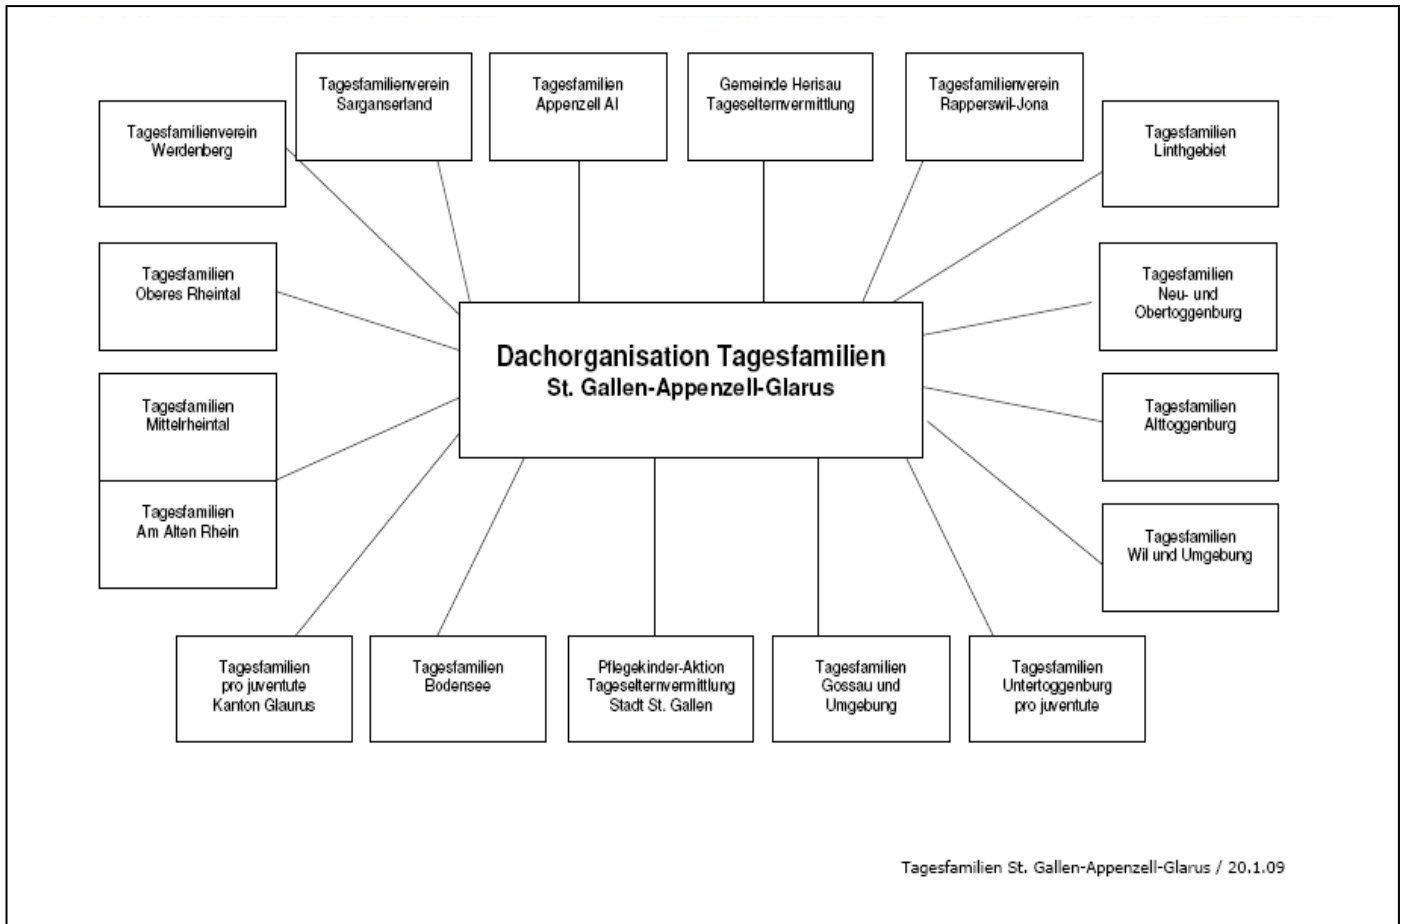 Tagesfamilienverein
Sarganserland
Tagesfamilien
Appenzell AI
Gemeinde Herisau
Tageselternvermittlung
Tagesfamilienverein
Rapperswil-Jona
Tagesfamilienverein
Werdenberg
Tagesfamilien
Linthgebiet
Tagesfamilien
Oberes Rheintal
Tagesfamilien
Neu- und
Obertoggenburg
Dachorganisation Tagesfamilien
St. Gallen-Appenzell-Glarus
Tagesfamilien
Mittelrheintal
Tagesfamilien
Alttoggenburg
Tagesfamilien
Am Alten Rhein
Tagesfamilien
Wil und Umgebung
Tagesfamilien
pro juventute
Kanton Glaurus
Tagesfamilien
Bodensee
Pflegekinder-Aktion
Tageselternvermittlung
Stadt St. Gallen
Tagesfamilien
Gossau und
Umgebung
Tagesfamilien
Untertoggenburg
pro juventute
Tagesfamilien St. Gallen-Appenzell-Glarus / 20.1.09